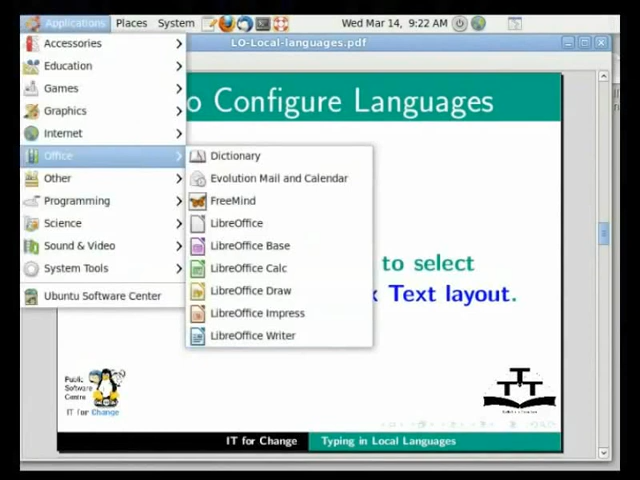 Applications Places System Wed Mar 14, 9:22 AM
LO-Local-languages.pdf
Accessories
Education
Games
Graphics
Internet
Office
Other
Programming
Science
Sound & Video
System Tools
Ubuntu Software Center
Dictionary
Evolution Mail and Calendar
FreeMind
LibreOffice
LibreOffice Base
LibreOffice Calc
LibreOffice Draw
LibreOffice Impress
LibreOffice Writer
o Configure Languages
to select
x Text layout.
Public
Software
Centre
IT for Change
IT for Change Typing in Local Languages